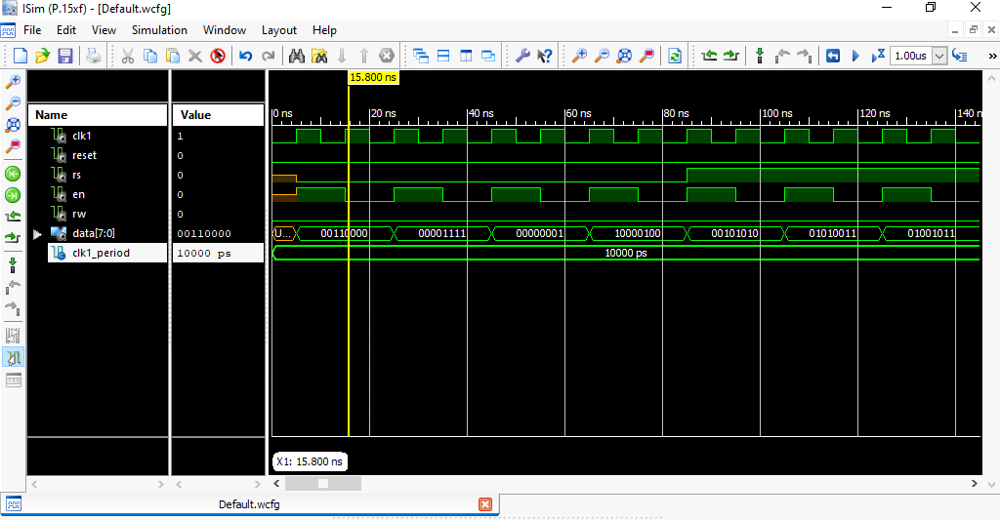 ISim (P.15xf) - [Default.wcfg]
File Edit View Simulation Window Layout Help
1.00us
»
15.800 ns
Name Value
0 ns 20 ns 40 ns 60 ns 80 ns 100 ns 120 ns 140 n
clk1 1
reset 0
rs 0
en 0
rw 0
data[7:0] 00110000 U... 00110000 00001111 00000001 10000100 00101010 01010011 01001011
clk1_period 10000 ps 10000 ps
X1: 15.800 ns
Default.wcfg